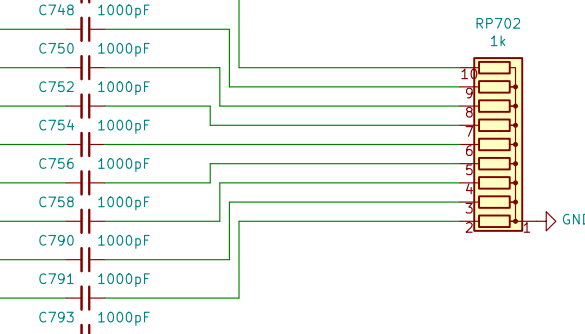 C748 1000pF
C750 1000pF
C752 1000pF
C754 1000pF
C756 1000pF
C758 1000pF
C790 1000pF
C791 1000pF
C793 1000pF
RP702
1k
10
9
8
7
6
5
4
3
2
1
GND